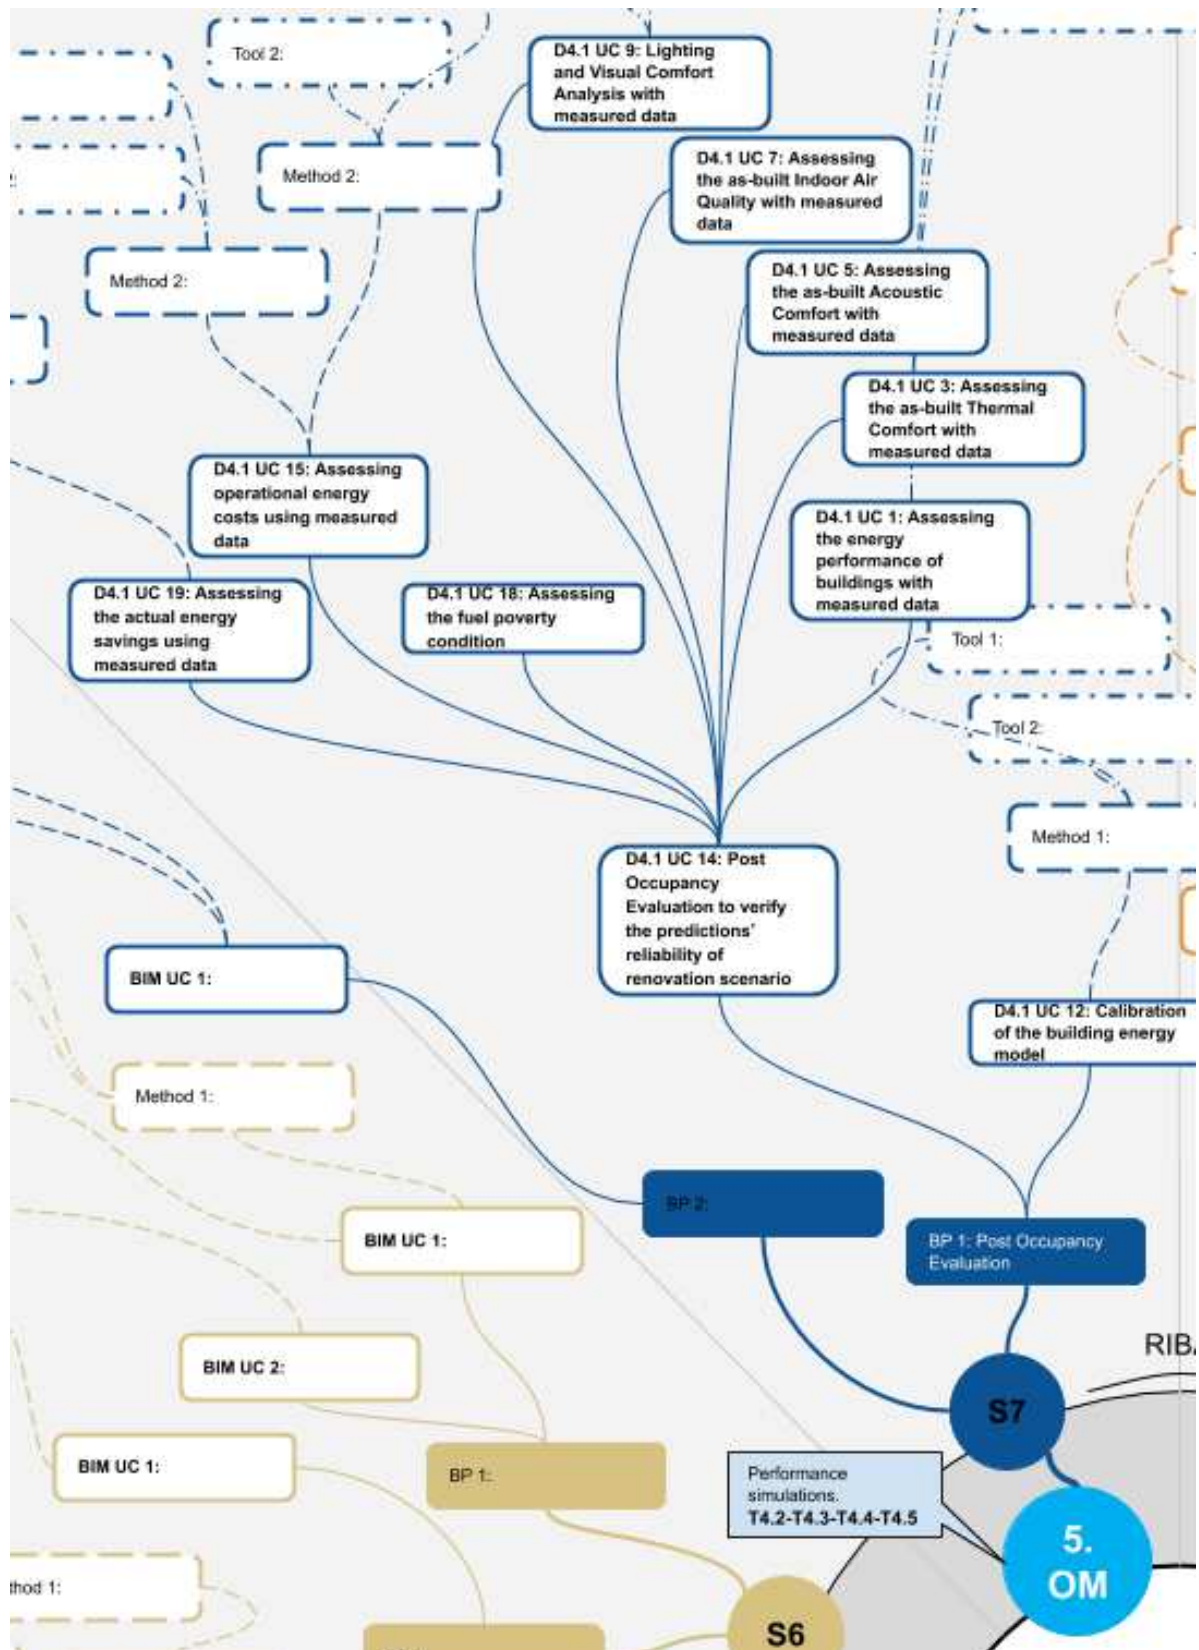 Tool 2:
D4.1 UC 9: Lighting
and Visual Comfort
Analysis with
measured data
Method 2:
D4.1 UC 7: Assessing
the as-built Indoor Air
Quality with measured
data
Method 2:
D4.1 UC 5: Assessing
the as-built Acoustic
Comfort with
measured data
D4.1 UC 3: Assessing
the as-built Thermal
Comfort with
measured data
D4.1 UC 15: Assessing
operational energy
costs using measured
data
D4.1 UC 1: Assessing
the energy
performance of
buildings with
measured data
D4.1 UC 19: Assessing
the actual energy
savings using
measured data
D4.1 UC 18: Assessing
the fuel poverty
condition
Tool 1:
Tool 2:
Method 1:
D4.1 UC 14: Post
Occupancy
Evaluation to verify
the predictions'
reliability of
renovation scenario
BIM UC 1:
D4.1 UC 12: Calibration
of the building energy
model
Method 1:
BP 2:
BIM UC 1:
BP 1: Post Occupancy
Evaluation
RIBA
BIM UC 2:
S7
BIM UC 1:
BP 1:
Performance
simulations.
T4.2-T4.3-T4.4-T4.5
5.
OM
thod 1:
S6